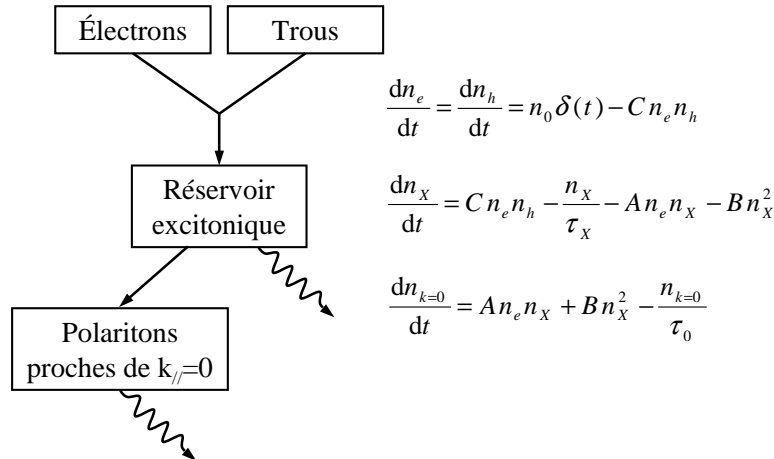 Électrons
Trous
Réservoir
excitonique
Polaritons
proches de k//=0
dn_e/dt = dn_h/dt = n_0 δ(t) − C n_e n_h
dn_X/dt = C n_e n_h − n_X/τ_X − A n_e n_X − B n_X^2
dn_{k=0}/dt = A n_e n_X + B n_X^2 − n_{k=0}/τ_0